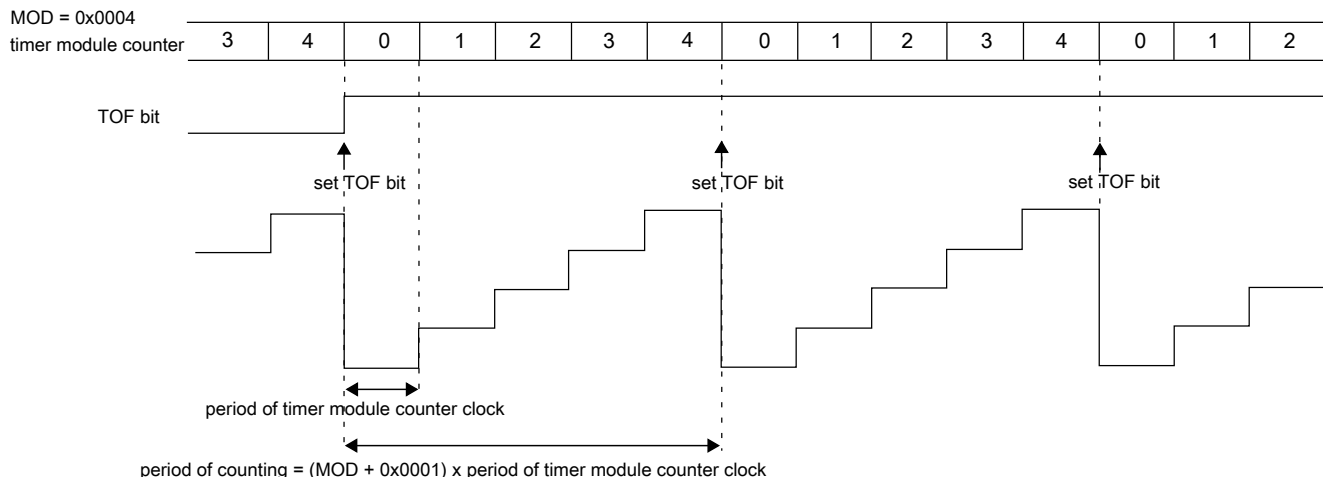 MOD = 0x0004
timer module counter 3 4 0 1 2 3 4 0 1 2 3 4 0 1 2
TOF bit
set TOF bit set TOF bit set TOF bit
period of timer module counter clock
period of counting = (MOD + 0x0001) x period of timer module counter clock